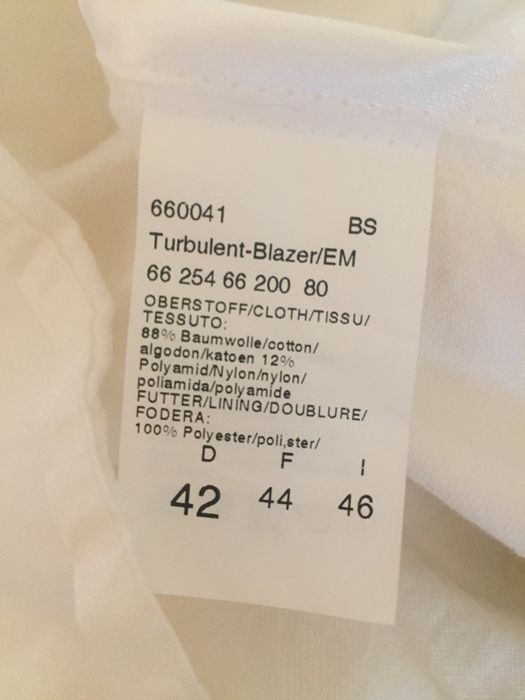 660041 BS
Turbulent-Blazer/EM
66 254 66 200 80
OBERSTOFF/CLOTH/TISSU/
TESSUTO:
88% Baumwolle/cotton/
algodon/katoen 12%
Polyamid/Nylon/nylon/
poliamida/polyamide
FUTTER/LINING/DOUBLURE/
FODERA:
100% Polyester/poli,ster/
D F I
42 44 46